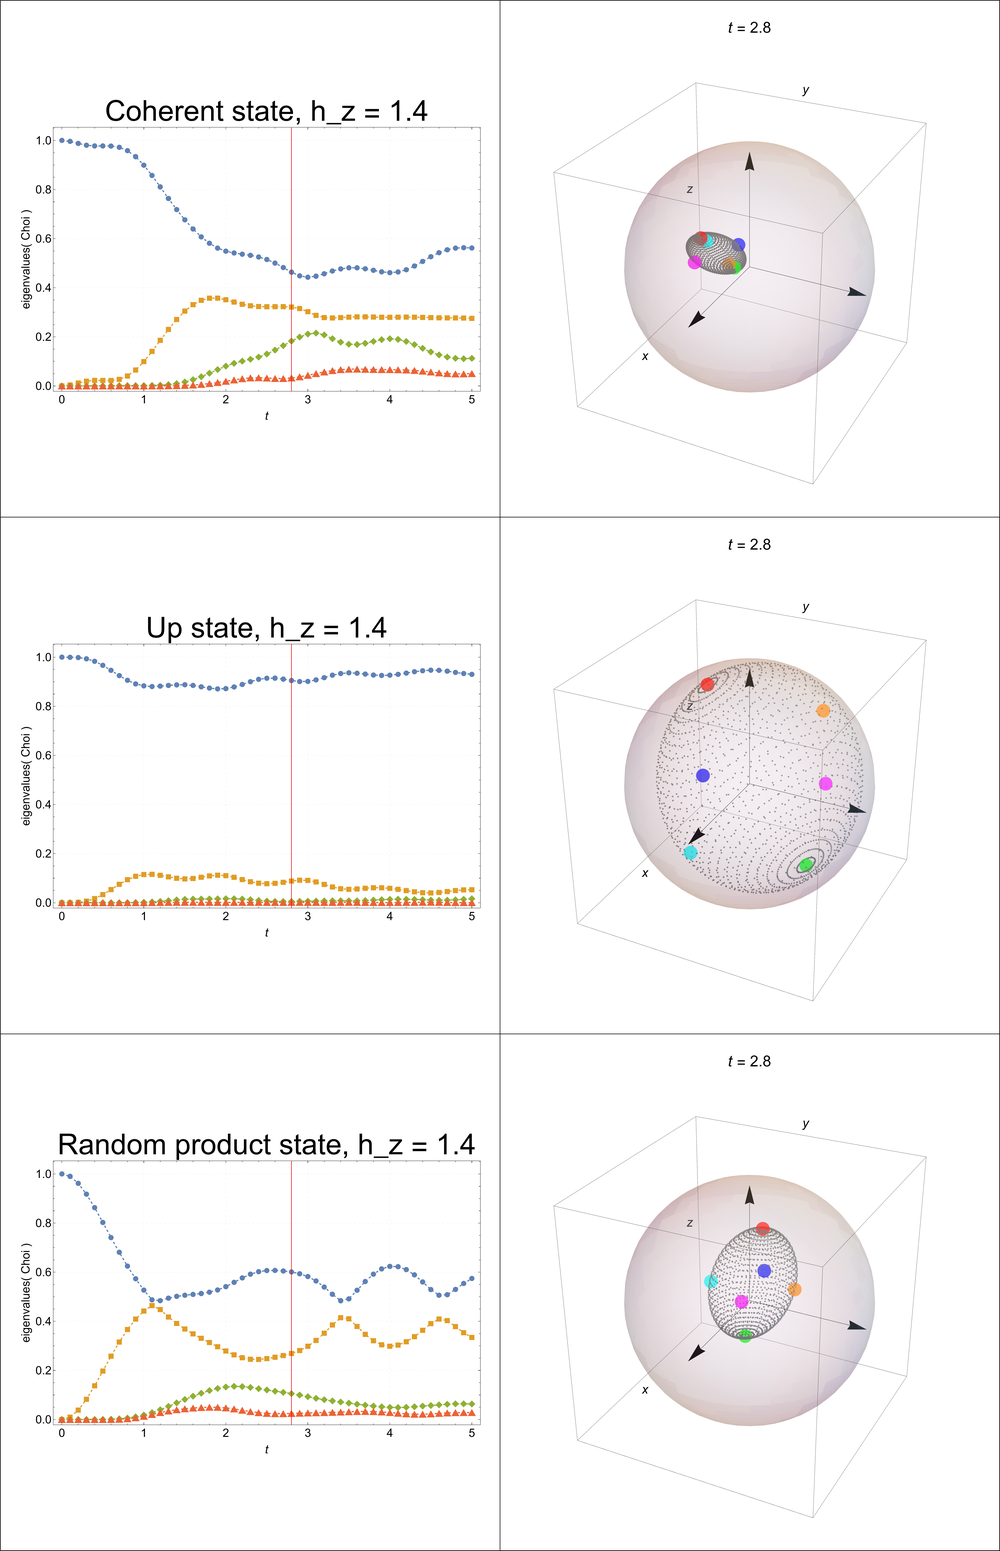 t = 2.8
Coherent state, h_z = 1.4
eigenvalues( Choi )
1.0
0.8
0.6
0.4
0.2
0.0
0 1 2 3 4 5
t
y
z
x
t = 2.8
Up state, h_z = 1.4
eigenvalues( Choi )
1.0
0.8
0.6
0.4
0.2
0.0
0 1 2 3 4 5
t
y
z
x
t = 2.8
Random product state, h_z = 1.4
eigenvalues( Choi )
1.0
0.8
0.6
0.4
0.2
0.0
0 1 2 3 4 5
t
y
z
x